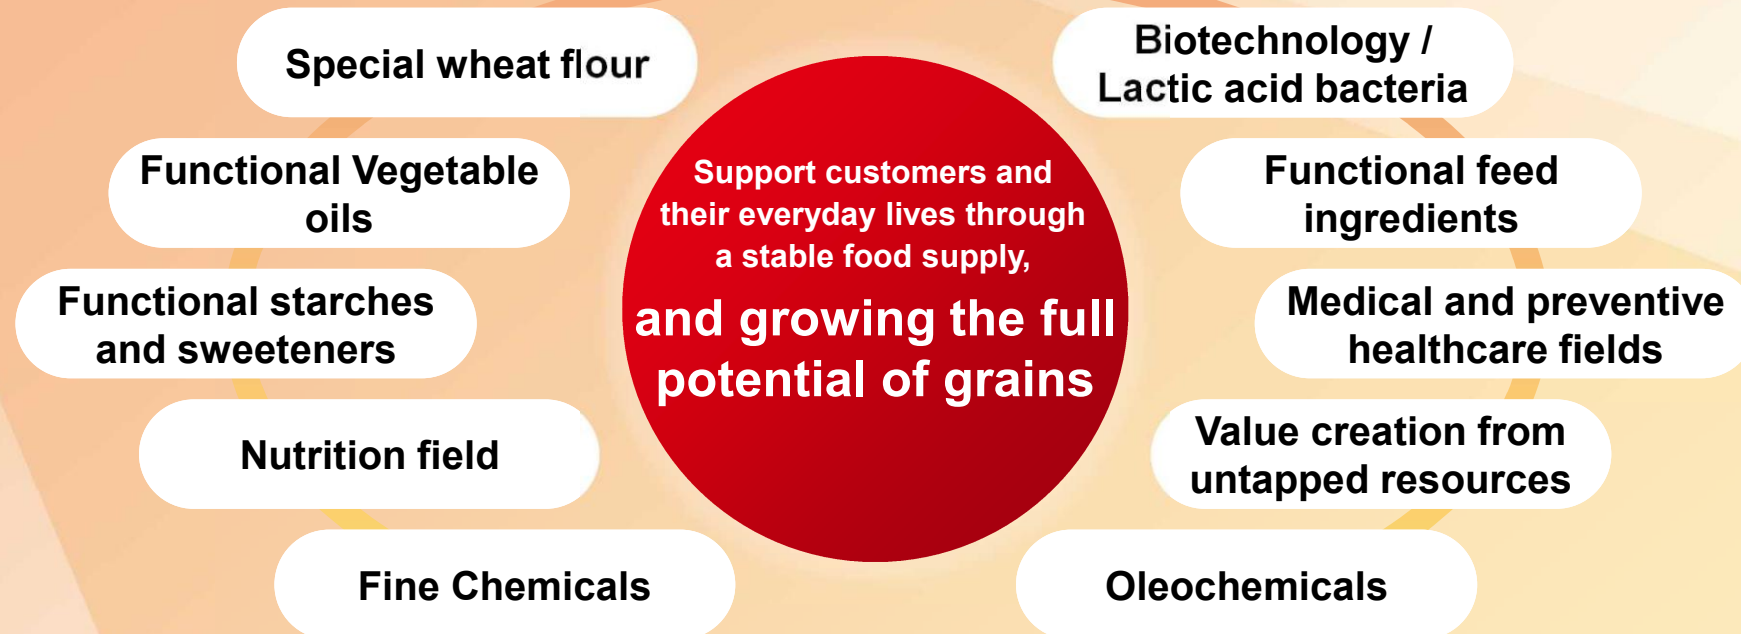 Special wheat flour
Functional Vegetable
oils
Functional starches
and sweeteners
Nutrition field
Fine Chemicals
Support customers and
their everyday lives through
a stable food supply,
and growing the full
potential of grains
Biotechnology /
Lactic acid bacteria
Functional feed
ingredients
Medical and preventive
healthcare fields
Value creation from
untapped resources
Oleochemicals